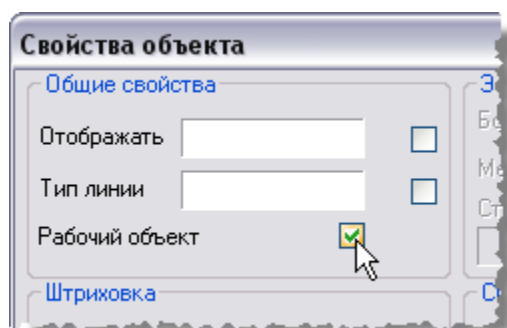 Свойства объекта
Общие свойства
Отображать
Тип линии
Рабочий объект
Штриховка